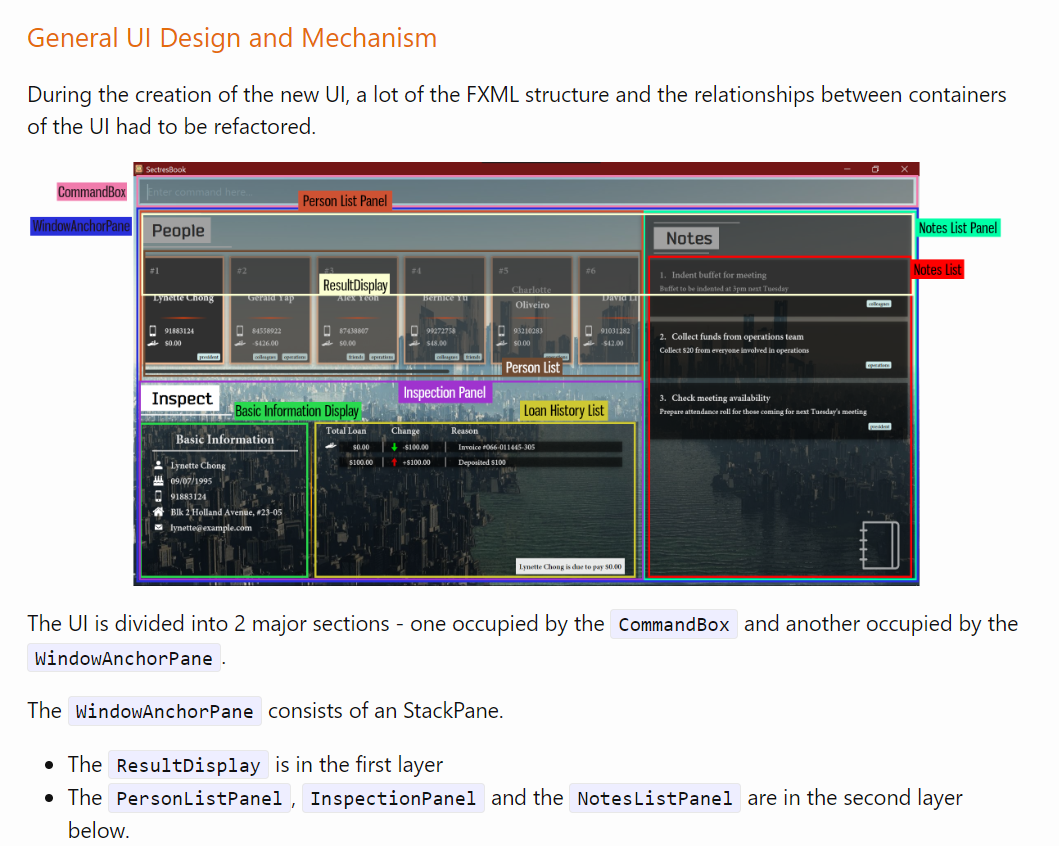 General UI Design and Mechanism
During the creation of the new UI, a lot of the FXML structure and the relationships between containers
of the UI had to be refactored.
SectresBook
CommandBox
Enter command here...
Person List Panel
WindowAnchorPane
People
Notes
Notes List Panel
Notes List
#1
#2
#3
#4
#5
#6
ResultDisplay
Lynette Chong
Gerald Yap
Alex Yeoh
Bernice Yu
Charlotte
Oliveiro
David Li
91883124
84558922
87438807
99272758
93210283
91031282
$0.00
-$426.00
$0.00
$48.00
$0.00
-$42.00
president
colleagues
operations
friends
operations
colleagues
friends
Person List
1. Indent buffet for meeting
Buffet to be indented at 5pm next Tuesday
colleagues
2. Collect funds from operations team
Collect $20 from everyone involved in operations
operations
3. Check meeting availability
Prepare attendance roll for those coming for next Tuesday's meeting
president
Inspection Panel
Inspect
Basic Information Display
Loan History List
Basic Information
Lynette Chong
09/07/1995
91883124
Blk 2 Holland Avenue, #23-05
lynette@example.com
Total Loan Change Reason
$0.00 -$100.00 Invoice #066-011445-305
$100.00 +$100.00 Deposited $100
Lynette Chong is due to pay $0.00
The UI is divided into 2 major sections - one occupied by the CommandBox and another occupied by the
WindowAnchorPane .
The WindowAnchorPane consists of an StackPane.
• The ResultDisplay is in the first layer
• The PersonListPanel , InspectionPanel and the NotesListPanel are in the second layer
below.